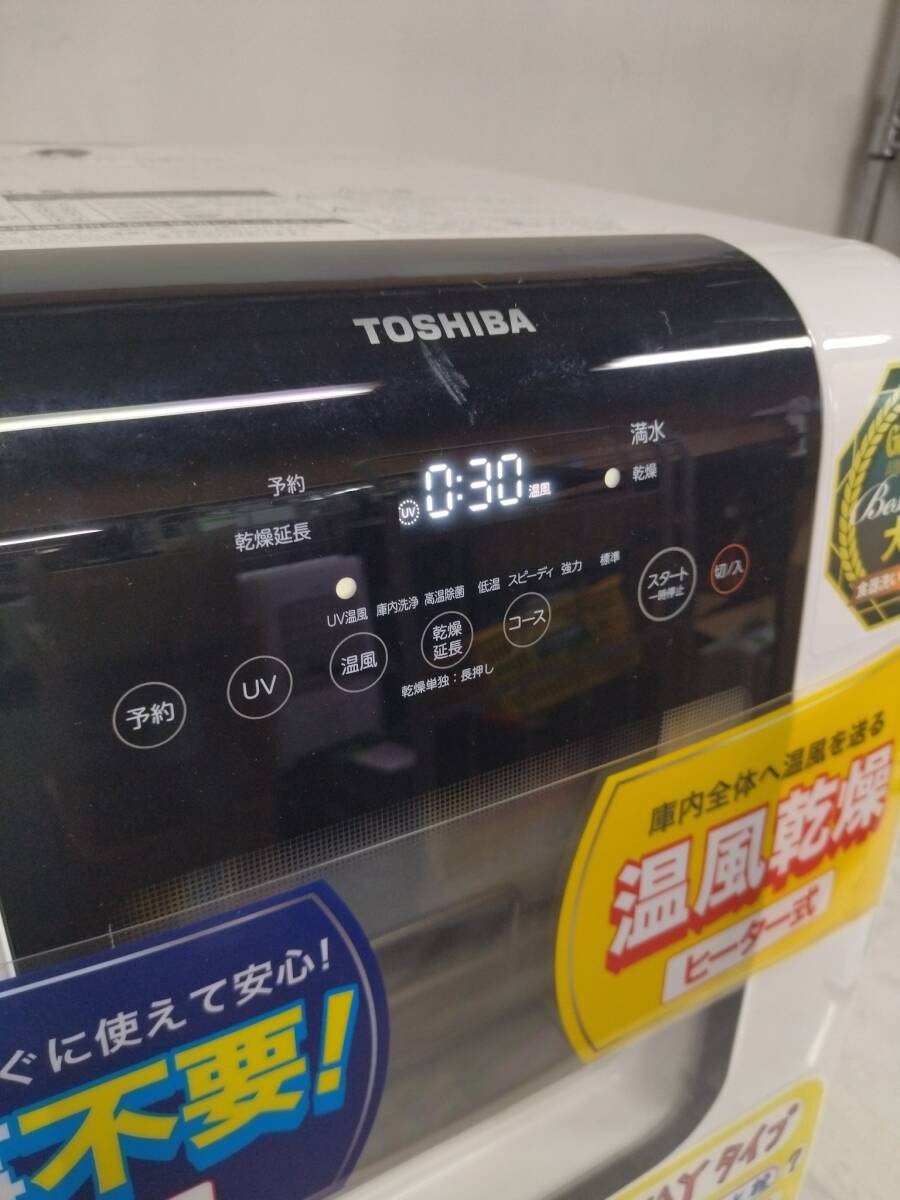 TOSHIBA
満水
予約
UV 0:30 温風
乾燥
乾燥延長
UV温風 庫内洗浄 高温除菌 低温 スピーディ 強力 標準
予約
UV
温風
乾燥
延長
コース
スタート
一時停止
切/入
乾燥単独：長押し
庫内全体へ温風を送る
温風乾燥
ヒーター式
ぐに使えて安心!
不要!
タイプ